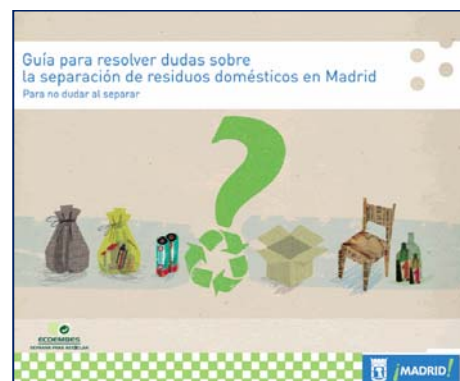 Guía para resolver dudas sobre
la separación de residuos domésticos en Madrid
Para no dudar al separar
ECOEMBES
¡MADRID!